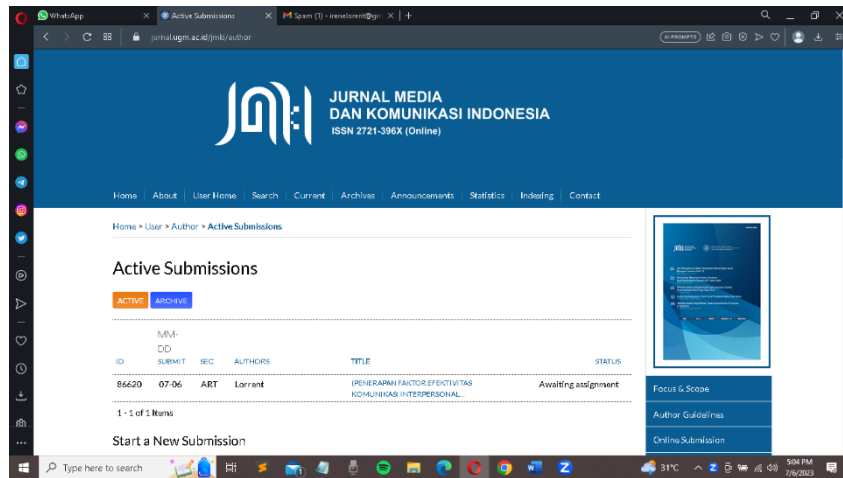 WhatsApp
Active Submissions
Spam (1) - irenelorent@gm
jurnal.ugm.ac.id/jmki/author
AI PROMPTS
JURNAL MEDIA
DAN KOMUNIKASI INDONESIA
ISSN 2721-396X (Online)
Home About User Home Search Current Archives Announcements Statistics Indexing Contact
Home > User > Author > Active Submissions
Active Submissions
ACTIVE ARCHIVE
MM-
DD
ID SUBMIT SEC AUTHORS TITLE STATUS
86620 07-06 ART Lorrent (PENERAPAN FAKTOR EFEKTIVITAS Awaiting assignment
KOMUNIKASI INTERPERSONAL...
1 - 1 of 1 Items
Start a New Submission
Focus & Scope
Author Guidelines
Online Submission
Type here to search
31°C
5:04 PM
7/6/2023